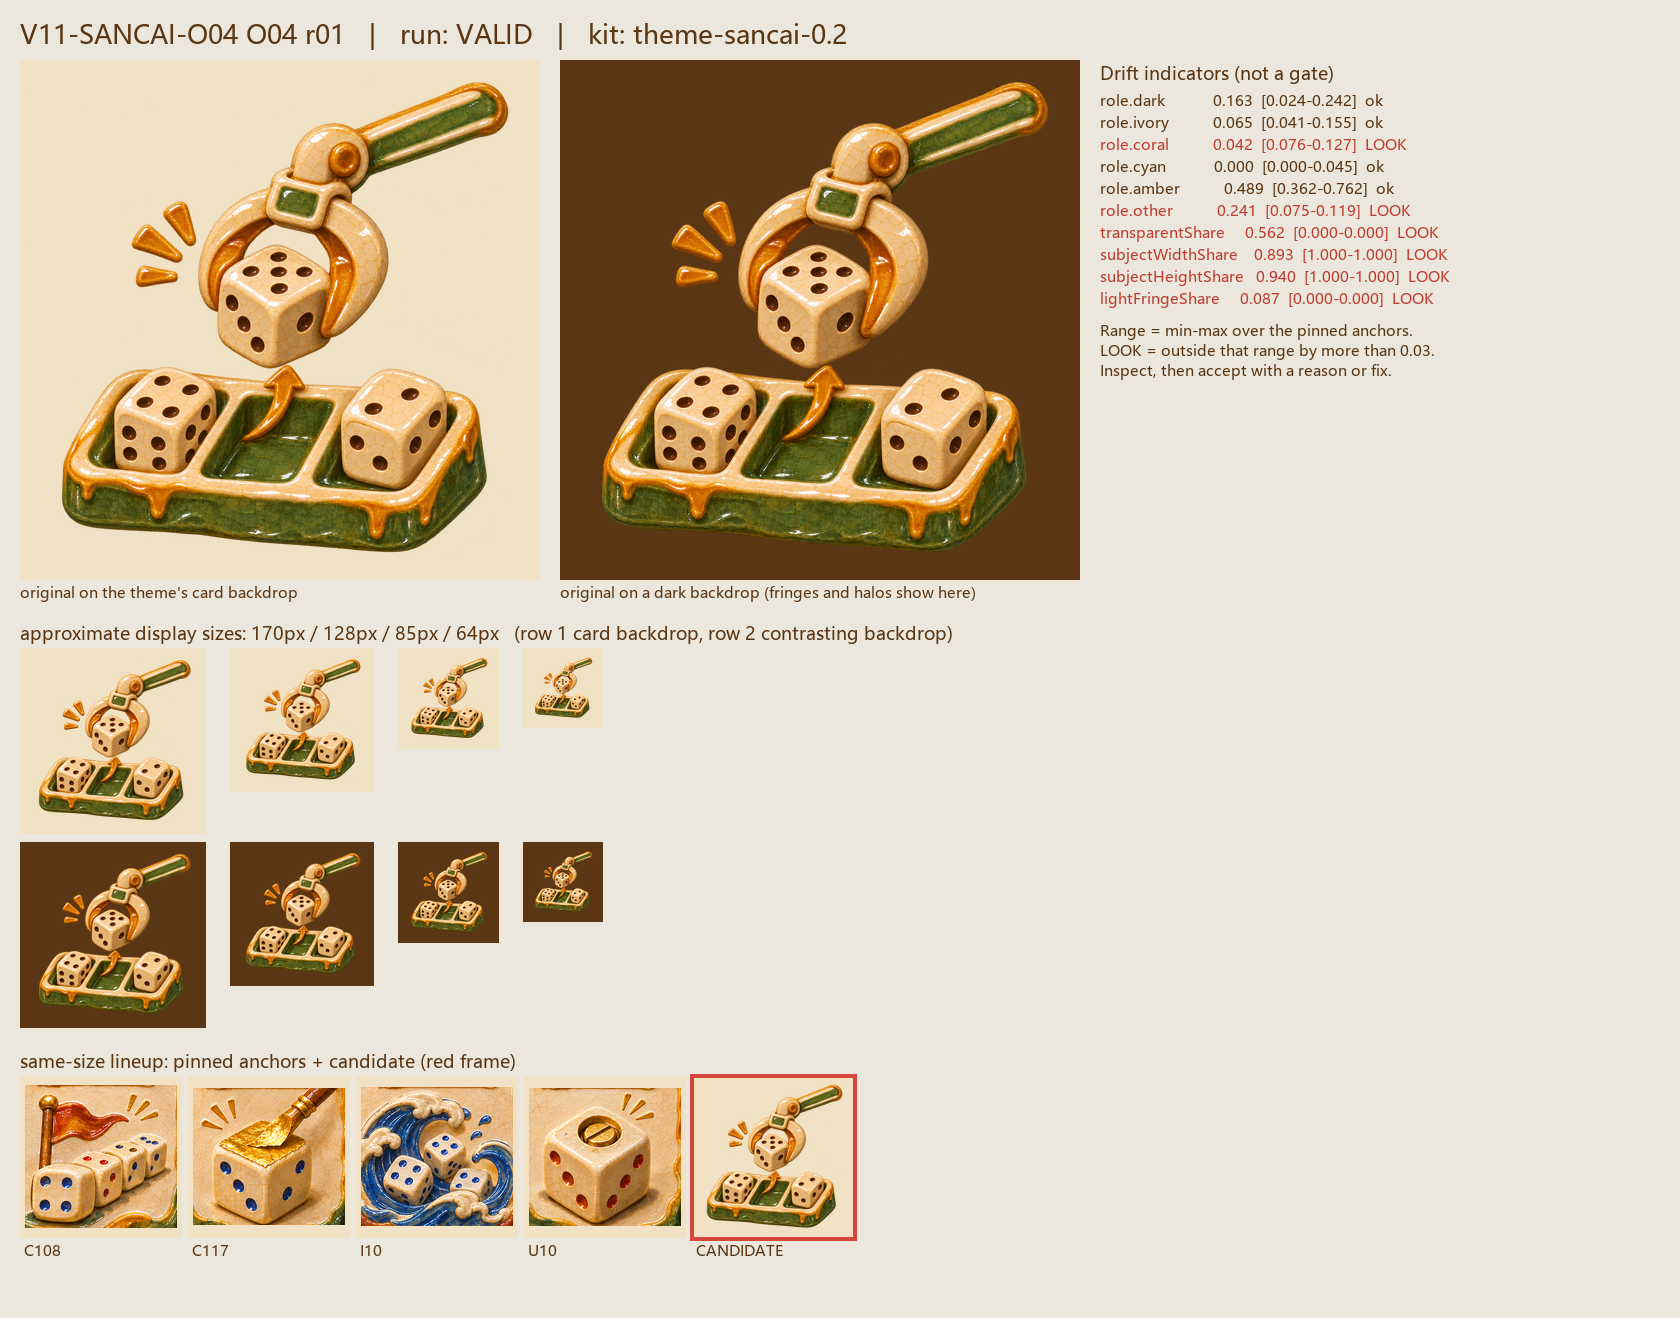 V11-SANCAI-O04 O04 r01   |   run: VALID   |   kit: theme-sancai-0.2
Drift indicators (not a gate)
role.dark 0.163 [0.024-0.242] ok
role.ivory 0.065 [0.041-0.155] ok
role.coral 0.042 [0.076-0.127] LOOK
role.cyan 0.000 [0.000-0.045] ok
role.amber 0.489 [0.362-0.762] ok
role.other 0.241 [0.075-0.119] LOOK
transparentShare 0.562 [0.000-0.000] LOOK
subjectWidthShare 0.893 [1.000-1.000] LOOK
subjectHeightShare 0.940 [1.000-1.000] LOOK
lightFringeShare 0.087 [0.000-0.000] LOOK
Range = min-max over the pinned anchors.
LOOK = outside that range by more than 0.03.
Inspect, then accept with a reason or fix.
original on the theme's card backdrop
original on a dark backdrop (fringes and halos show here)
approximate display sizes: 170px / 128px / 85px / 64px   (row 1 card backdrop, row 2 contrasting backdrop)
same-size lineup: pinned anchors + candidate (red frame)
C108
C117
I10
U10
CANDIDATE